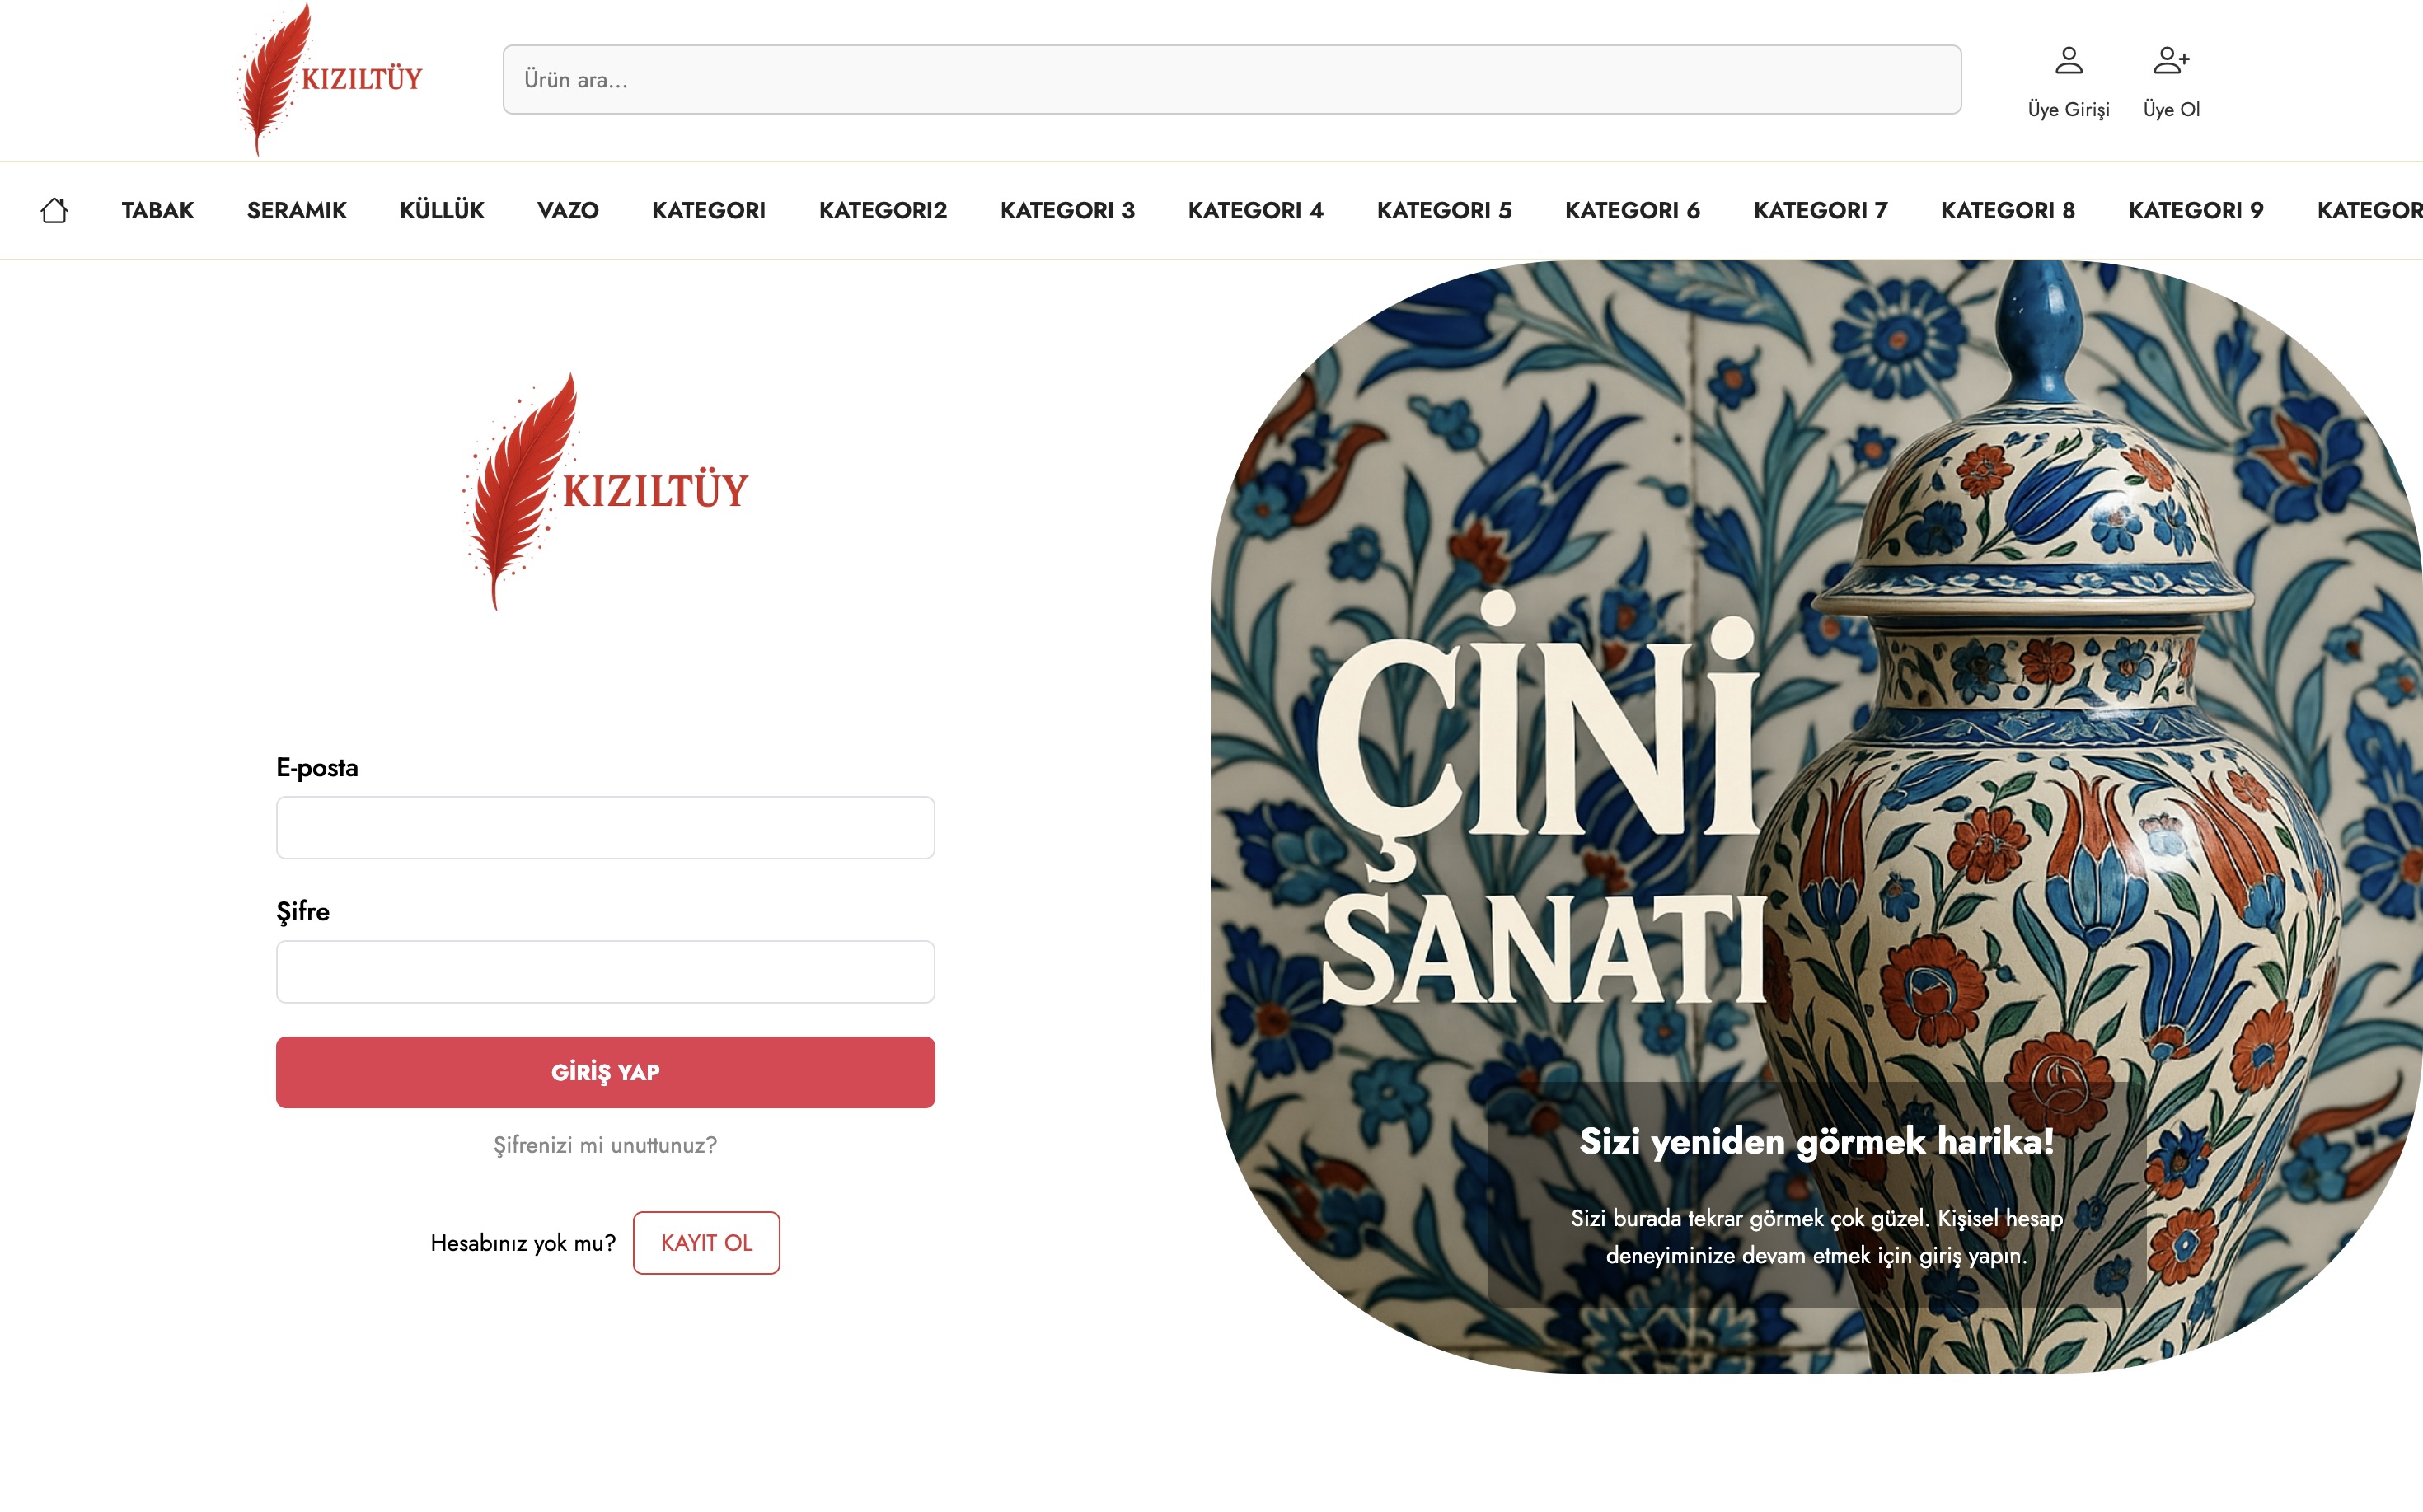 KIZILTÜY
Ürün ara...
Üye Girişi
Üye Ol
TABAK SERAMIK KÜLLÜK VAZO KATEGORI KATEGORI2 KATEGORI 3 KATEGORI 4 KATEGORI 5 KATEGORI 6 KATEGORI 7 KATEGORI 8 KATEGORI 9 KATEGOR
KIZILTÜY
E-posta
Şifre
GİRİŞ YAP
Şifrenizi mi unuttunuz?
Hesabınız yok mu? KAYIT OL
ÇİNİ
SANATI
Sizi yeniden görmek harika!
Sizi burada tekrar görmek çok güzel. Kişisel hesap
deneyiminize devam etmek için giriş yapın.